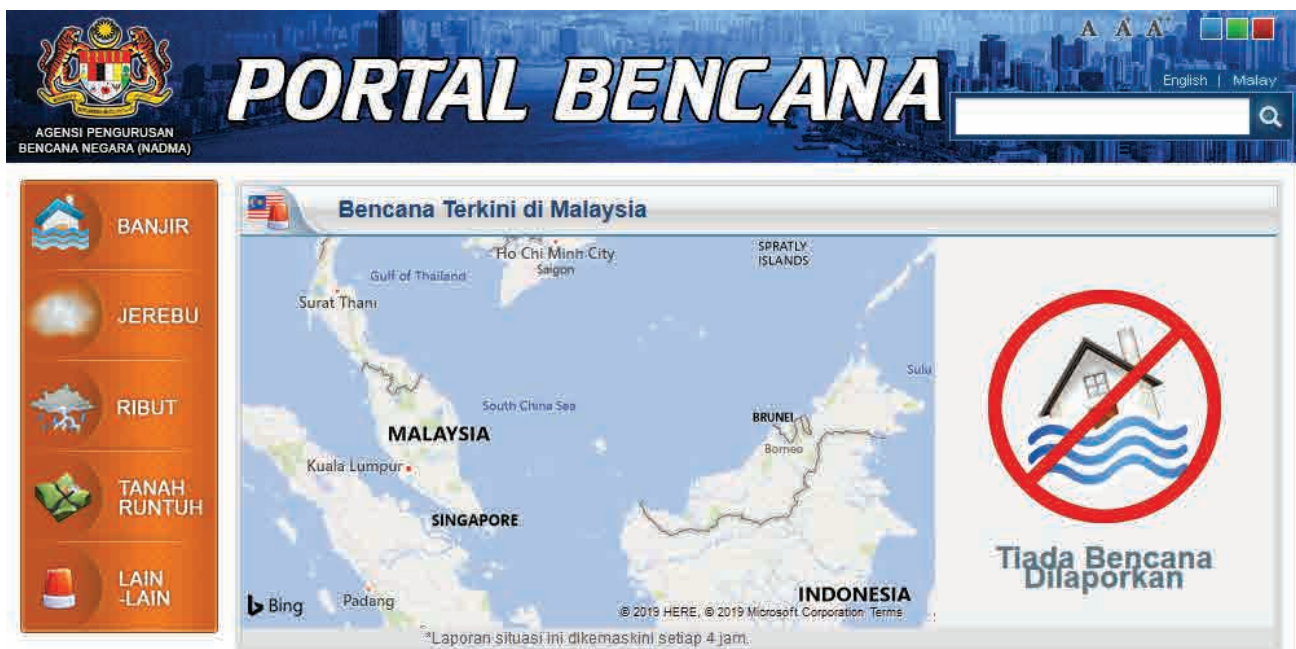 A A A+
PORTAL BENCANA
English | Malay
AGENSI PENGURUSAN
BENCANA NEGARA (NADMA)
BANJIR
JEREBU
RIBUT
TANAH
RUNTUH
LAIN
-LAIN
Bencana Terkini di Malaysia
Ho Chi Minh City
Saigon
SPRATLY
ISLANDS
Gulf of Thailand
Surat Thani
Sulu
South China Sea
BRUNEI
MALAYSIA
Borneo
Kuala Lumpur
SINGAPORE
INDONESIA
Padang
Bing
© 2019 HERE, © 2019 Microsoft Corporation Terms
Tiada Bencana
Dilaporkan
*Laporan situasi ini dikemaskini setiap 4 jam.